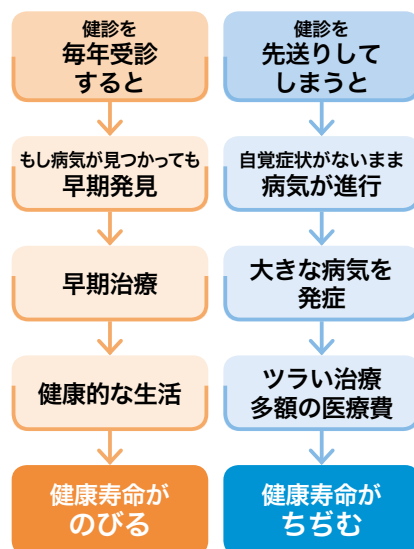 健診を
毎年受診
すると
もし病気が見つかっても
早期発見
早期治療
健康的な生活
健康寿命が
のびる
健診を
先送りして
しまうと
自覚症状がないまま
病気が進行
大きな病気を
発症
ツラい治療
多額の医療費
健康寿命が
ちぢむ